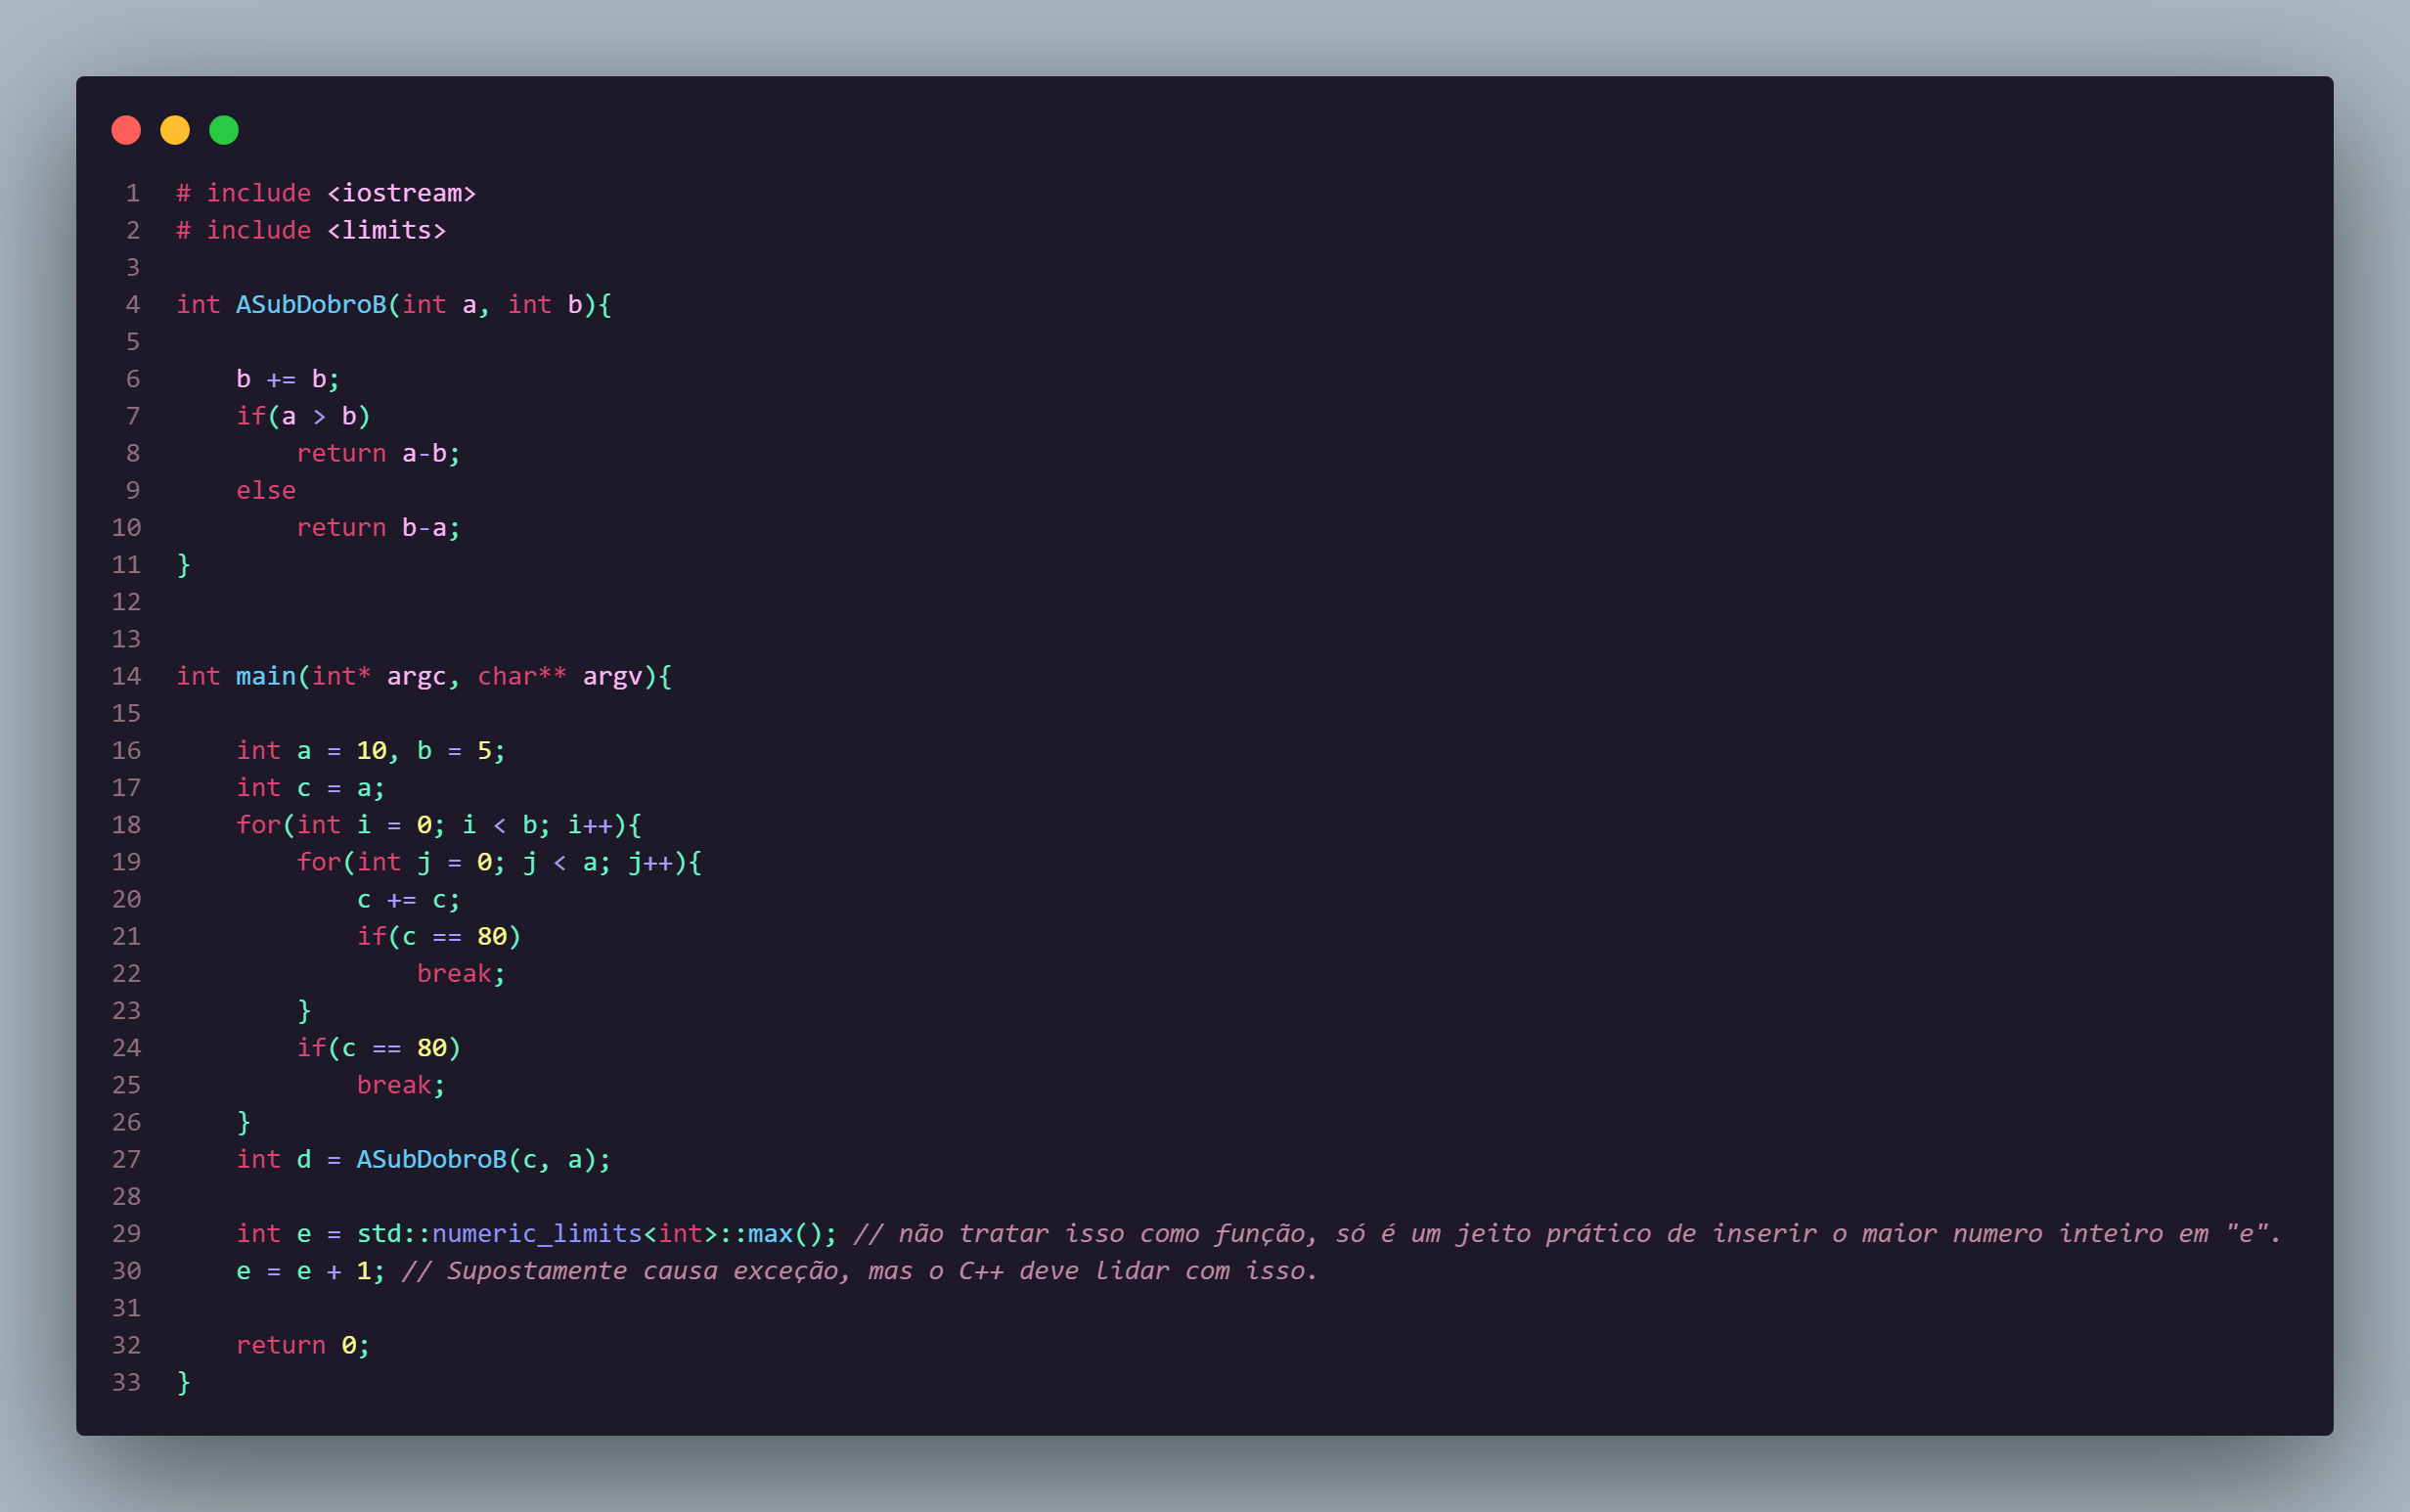 1 # include <iostream>
2 # include <limits>
3
4 int ASubDobroB(int a, int b){
5
6     b += b;
7     if(a > b)
8         return a-b;
9     else
10         return b-a;
11 }
12
13
14 int main(int* argc, char** argv){
15
16     int a = 10, b = 5;
17     int c = a;
18     for(int i = 0; i < b; i++){
19         for(int j = 0; j < a; j++){
20             c += c;
21             if(c == 80)
22                 break;
23         }
24         if(c == 80)
25             break;
26     }
27     int d = ASubDobroB(c, a);
28
29     int e = std::numeric_limits<int>::max(); // não tratar isso como função, só é um jeito prático de inserir o maior numero inteiro em "e".
30     e = e + 1; // Supostamente causa exceção, mas o C++ deve lidar com isso.
31
32     return 0;
33 }